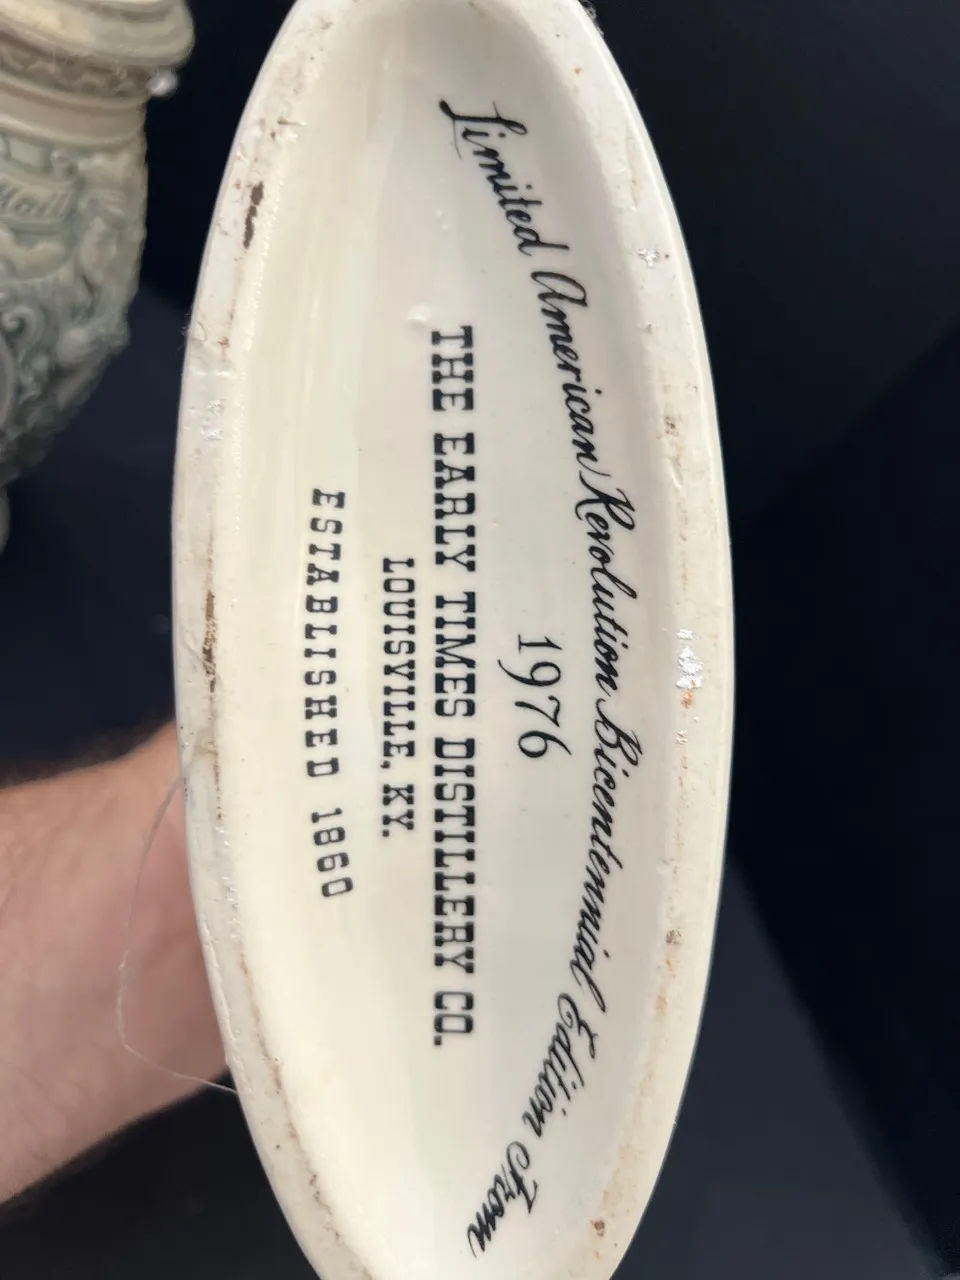 Limited American Revolution Bicentennial Edition From
1976
THE EARLY TIMES DISTILLERY CO.
LOUISVILLE, KY.
ESTABLISHED 1860